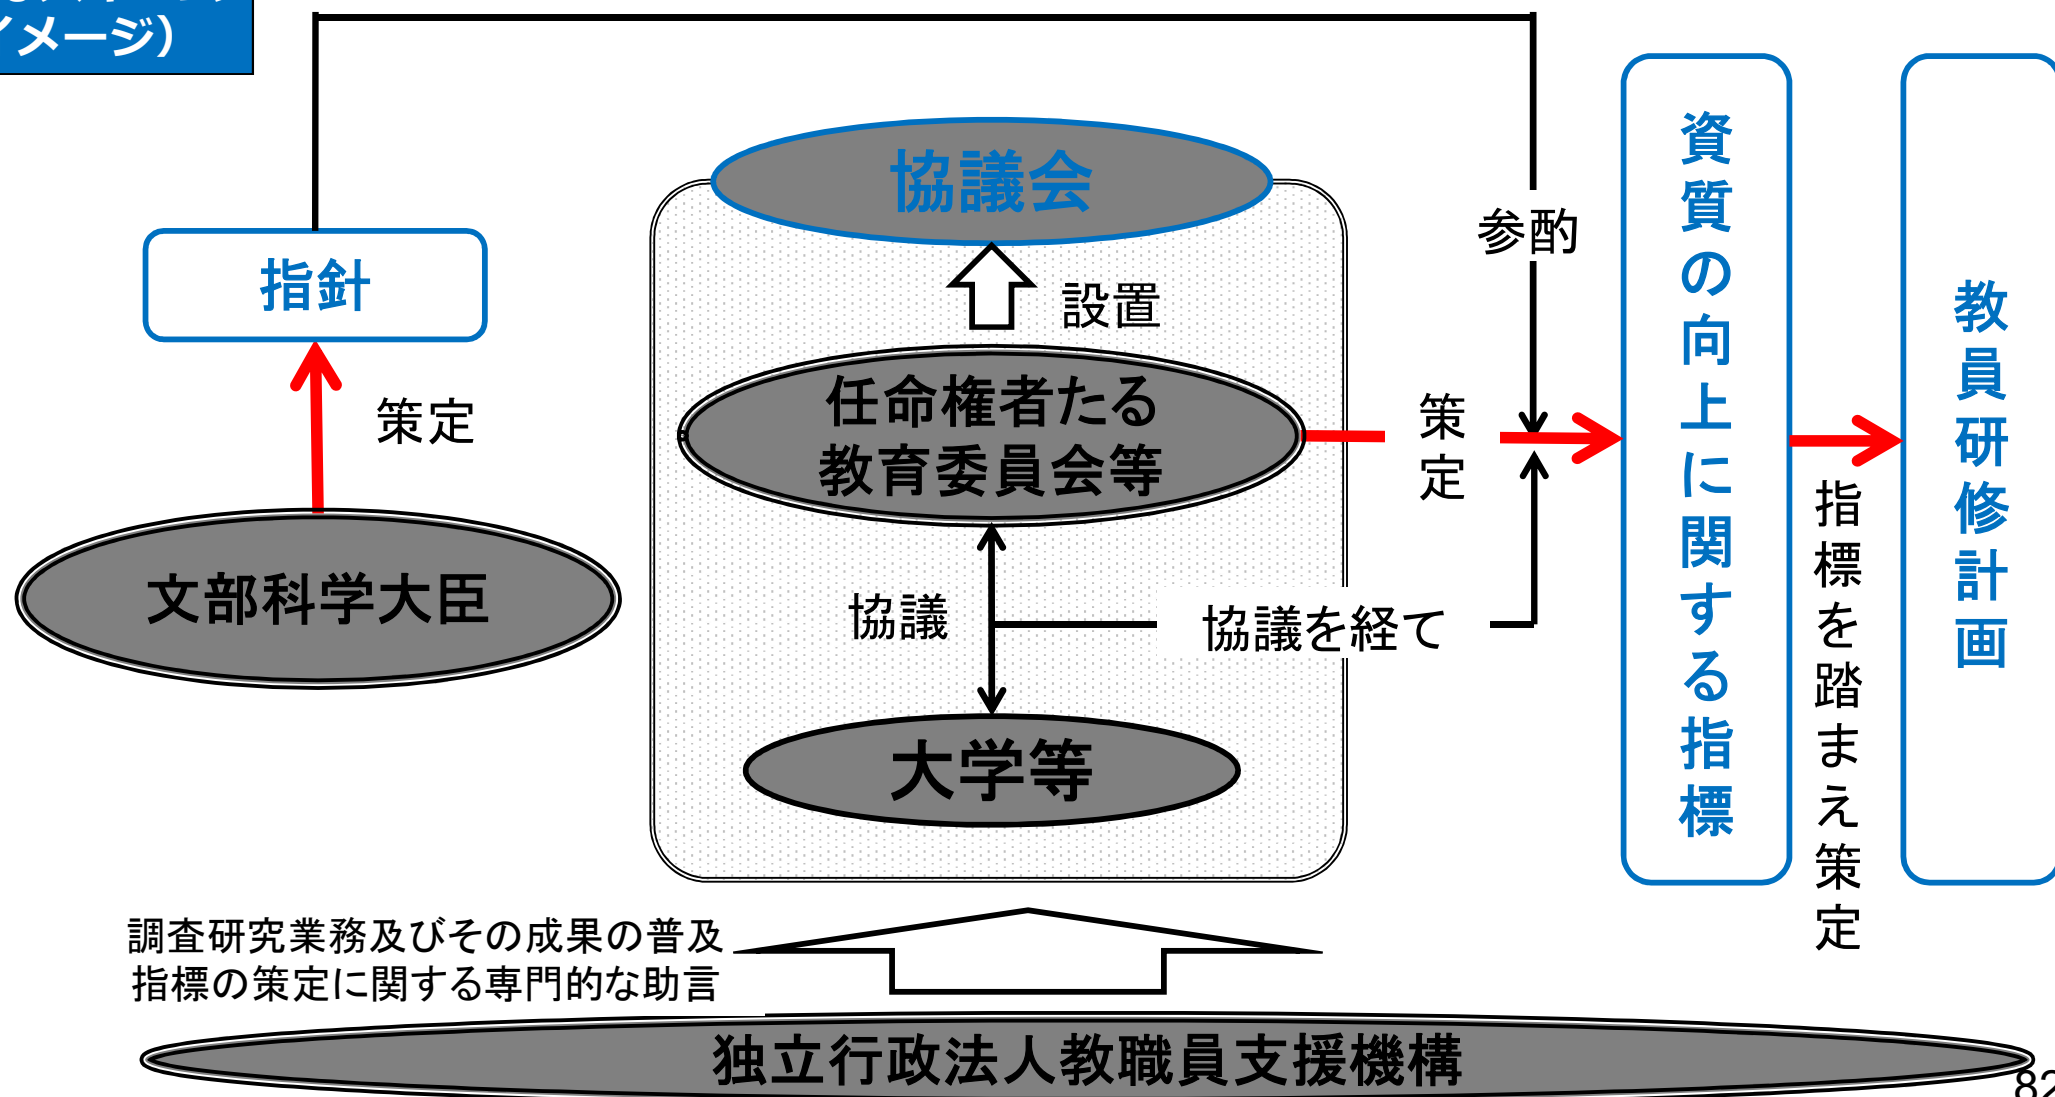 イメージ）
協議会
参酌
指針
設置
策定
任命権者たる
教育委員会等
策定
文部科学大臣
協議
協議を経て
大学等
資質の向上に関する指標
指標を踏まえ策定
教員研修計画
調査研究業務及びその成果の普及
指標の策定に関する専門的な助言
独立行政法人教職員支援機構
82